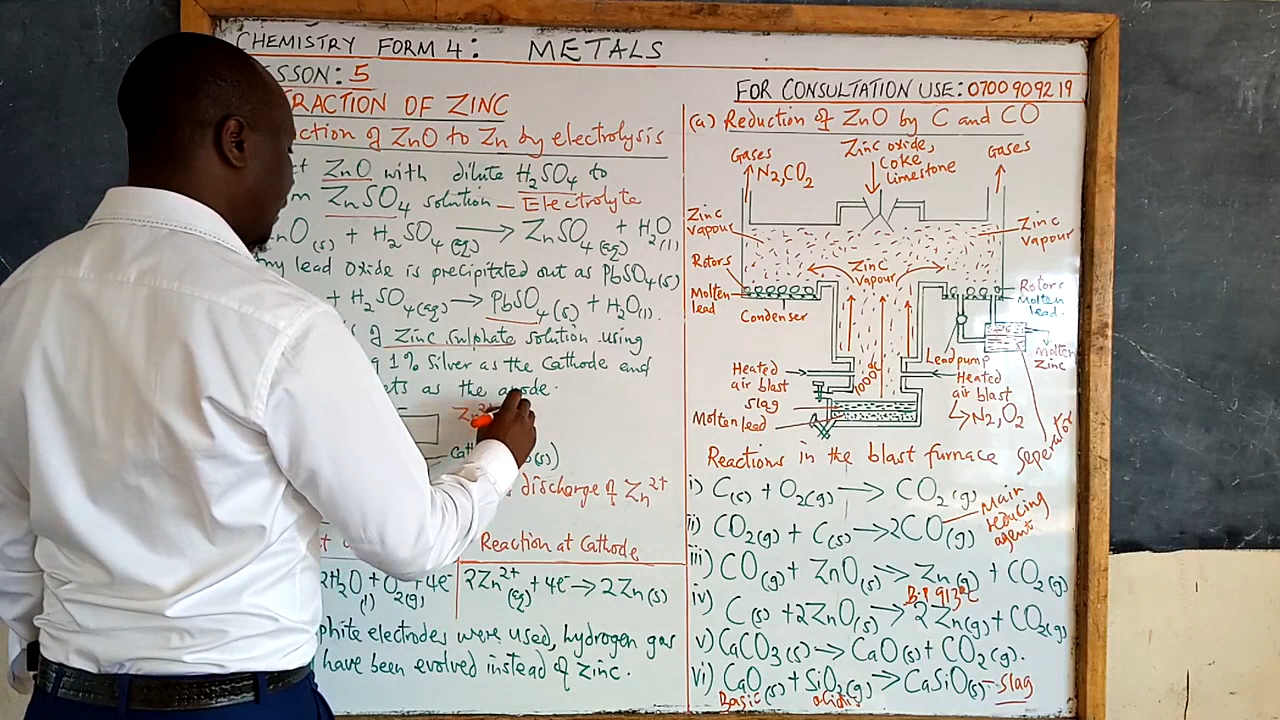 CHEMISTRY FORM 4: METALS
ESSON: 5
FOR CONSULTATION USE: 0700 909219
TRACTION OF ZINC
ction of ZnO to Zn by electrolysis
ct ZnO with dilute H2SO4 to
m ZnSO4 solution - Electrolyte
nO(s) + H2SO4(aq) → ZnSO4(aq) + H2O(l)
ny lead Oxide is precipitated out as PbSO4(s)
+ H2SO4(aq) → PbSO4(s) + H2O(l).
of Zinc sulphate solution using
1% Silver as the Cathode and
as the anode.
(s)
discharge of Zn2+
Reaction at Cathode
2H2O(l) + O2(g) + 4e-
2Zn2+(aq) + 4e- → 2Zn(s)
phite electrodes were used, hydrogen gas
have been evolved instead of zinc.
(a) Reduction of ZnO by C and CO
Gases
N2, CO2
Zinc oxide,
Coke
limestone
Gases
Zinc vapour
Zinc vapour
Rotors
Zinc vapour
Rotors
Molten lead
Molten lead.
Condenser
Lead pump
Molten Zinc
Heated air blast
1000°C
Heated air blast
N2, O2
slag
Molten lead
Seperator
Reactions in the blast furnace
i) C(s) + O2(g) → CO2(g)
Main reducing agent
ii) CO2(g) + C(s) → 2CO(g)
iii) CO(g) + ZnO(s) → Zn(g) + CO2(g)
iv) C(s) + 2ZnO(s) → 2Zn(g) + CO2(g)
v) CaCO3(s) → CaO(s) + CO2(g).
vi) CaO(s) + SiO2(g) → CaSiO(s) - slag
Basic